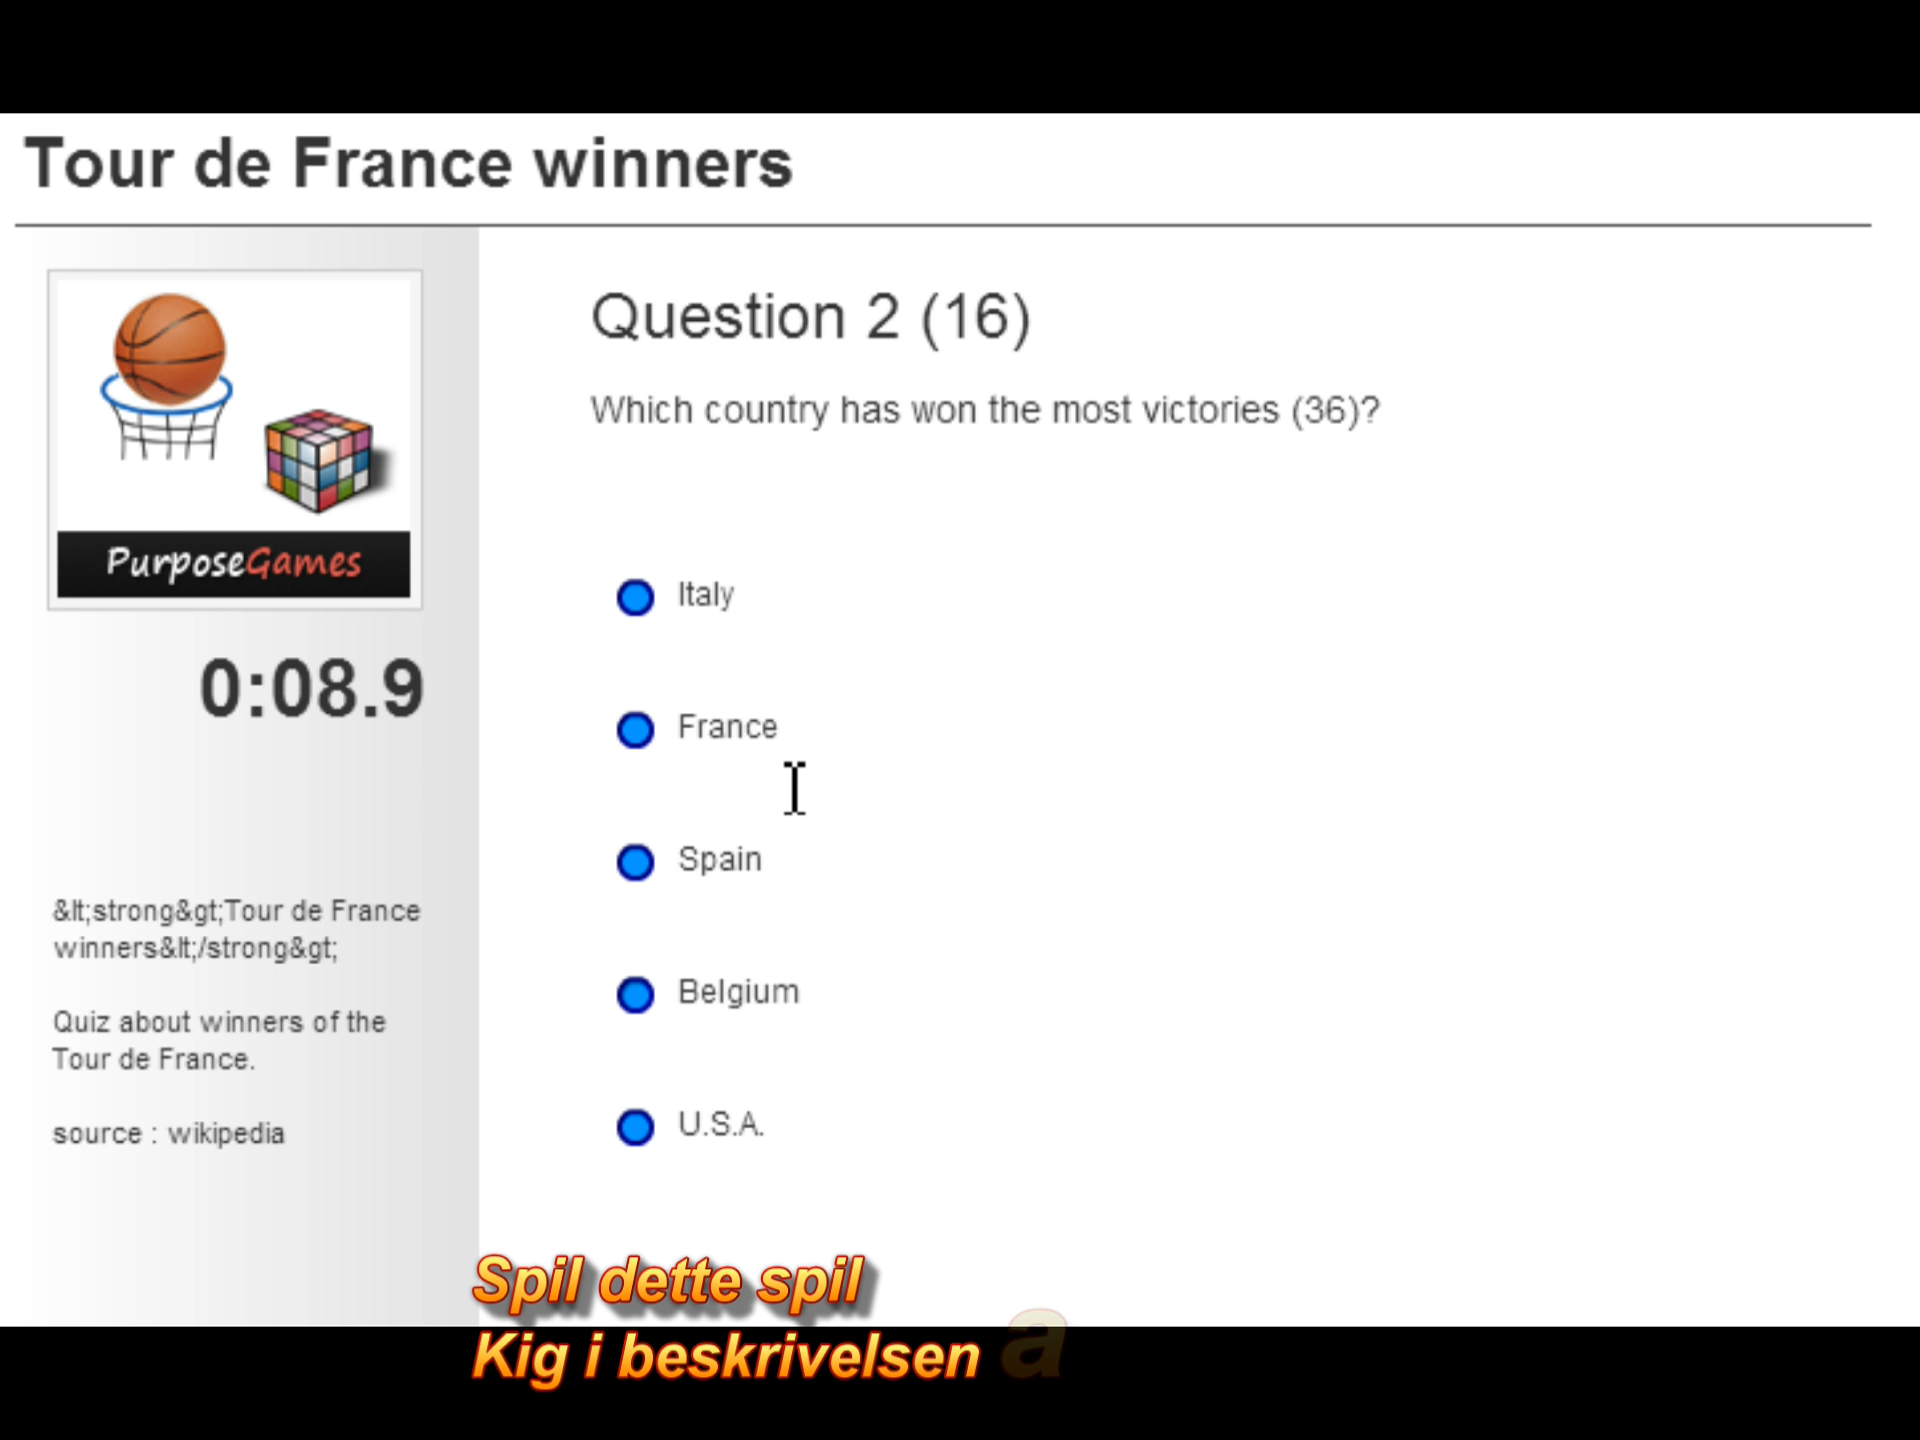 Tour de France winners
PurposeGames
0:08.9
&lt;strong&gt;Tour de France
winners&lt;/strong&gt;
Quiz about winners of the
Tour de France.
source : wikipedia
Question 2 (16)
Which country has won the most victories (36)?
Italy
France
Spain
Belgium
U.S.A.
Spil dette spil
Kig i beskrivelsen a